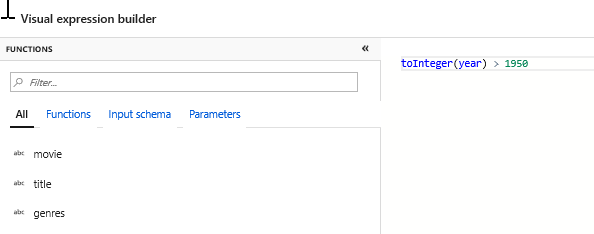 Visual expression builder
FUNCTIONS «
Filter...
All Functions Input schema Parameters
abc movie
abc title
abc genres
toInteger(year) > 1950